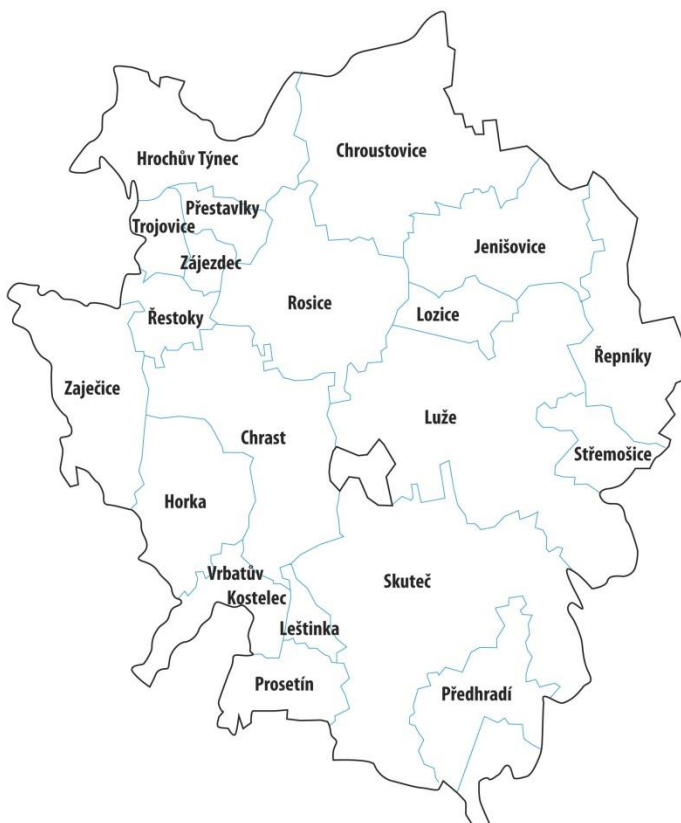 Hrochův Týnec
Chroustovice
Přestavlky
Trojovice
Jenišovice
Zájezdec
Rosice
Řestoky
Lozice
Řepníky
Zaječice
Luže
Chrast
Střemošice
Horka
Vrbatův
Kostelec
Skuteč
Leštinka
Prosetín
Předhradí